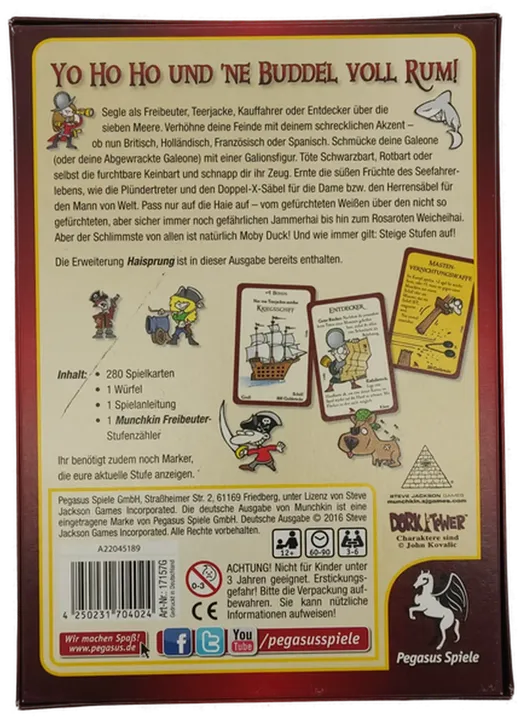 Yo Ho Ho und 'ne Buddel voll Rum!
Segle als Freibeuter, Teerjacke, Kauffahrer oder Entdecker über die
sieben Meere. Verhöhne deine Feinde mit deinem schrecklichen Akzent –
ob nun Britisch, Holländisch, Französisch oder Spanisch. Schmücke deine Galeone
(oder deine Abgewrackte Galeone) mit einer Galionsfigur. Töte Schwarzbart, Rotbart oder
selbst die furchtbare Keinbart und schnapp dir ihr Zeug. Ernte die süßen Früchte des Seefahrer-
lebens, wie die Plündertreter und den Doppel-X-Säbel für die Dame bzw. den Herrensäbel für
den Mann von Welt. Pass nur auf die Haie auf – vom gefürchteten Weißen über den nicht so
gefürchteten, aber sicher immer noch gefährlichen Jammerhai bis hin zum Rosaroten Weicheihai.
Aber der Schlimmste von allen ist natürlich Moby Duck! Und wie immer gilt: Steige Stufen auf!
Die Erweiterung Haisprung ist in dieser Ausgabe bereits enthalten.
Masten-
vernichtungswaffe
+1 Bonus
Kriegsschiff
Groß
Entdecker
Inhalt:
• 280 Spielkarten
• 1 Würfel
• 1 Spielanleitung
• 1 Munchkin Freibeuter-
Stufenzähler
Ihr benötigt zudem noch Marker,
die eure aktuelle Stufe anzeigen.
STEVE JACKSON GAMES
munchkin.sjgames.com
DORK TOWER
Charaktere sind
© John Kovalic
Pegasus Spiele GmbH, Straßheimer Str. 2, 61169 Friedberg, unter Lizenz von Steve
Jackson Games Incorporated. Die deutsche Ausgabe von Munchkin ist eine
eingetragene Marke von Pegasus Spiele GmbH. Deutsche Ausgabe © 2016 Steve
Jackson Games Incorporated. Alle Rechte vorbehalten.
A22045189
4 250231 704024
Art.-Nr.: 17157G
Gedruckt in Deutschland
12+
60-90
3-6
0-3
CE
ACHTUNG! Nicht für Kinder unter
3 Jahren geeignet. Erstickungs-
gefahr! Bitte die Verpackung auf-
bewahren. Sie kann nützliche
Informationen aufweisen!
Wir machen Spaß!
www.pegasus.de
f
t
You
Tube
/pegasusspiele
Pegasus Spiele